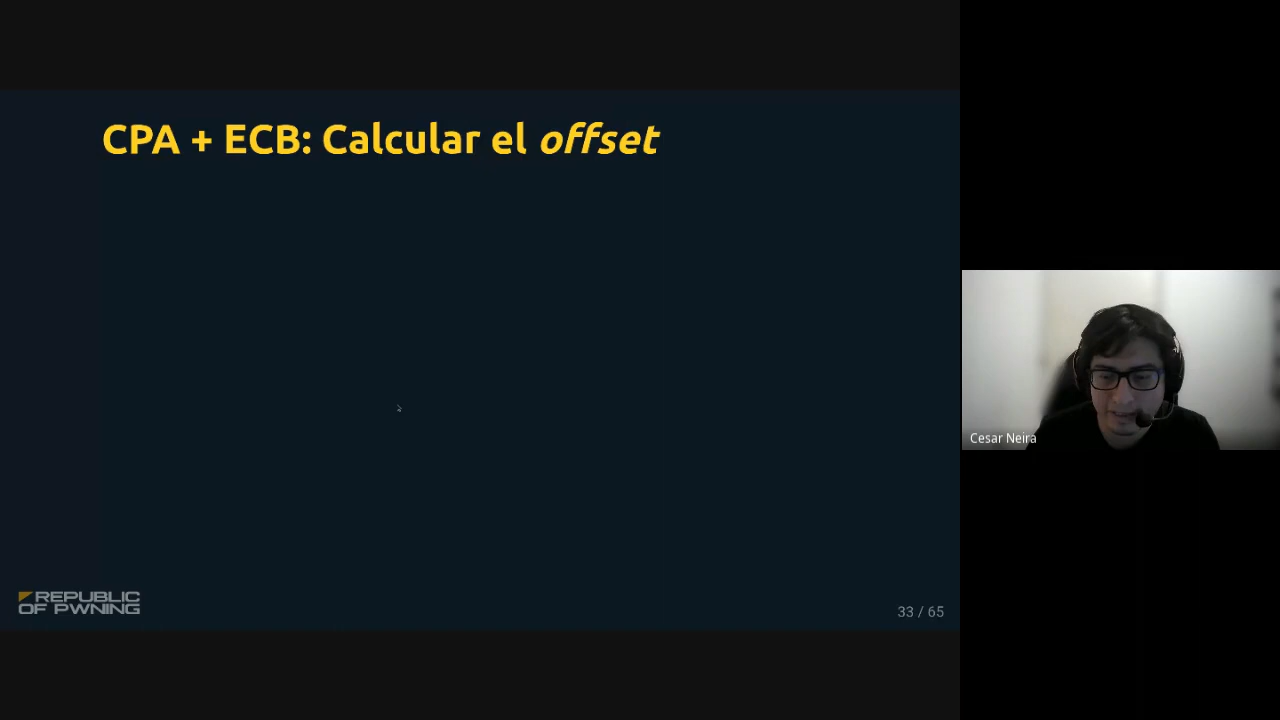 CPA + ECB: Calcular el offset
Cesar Neira
REPUBLIC
OF PWNING
33 / 65